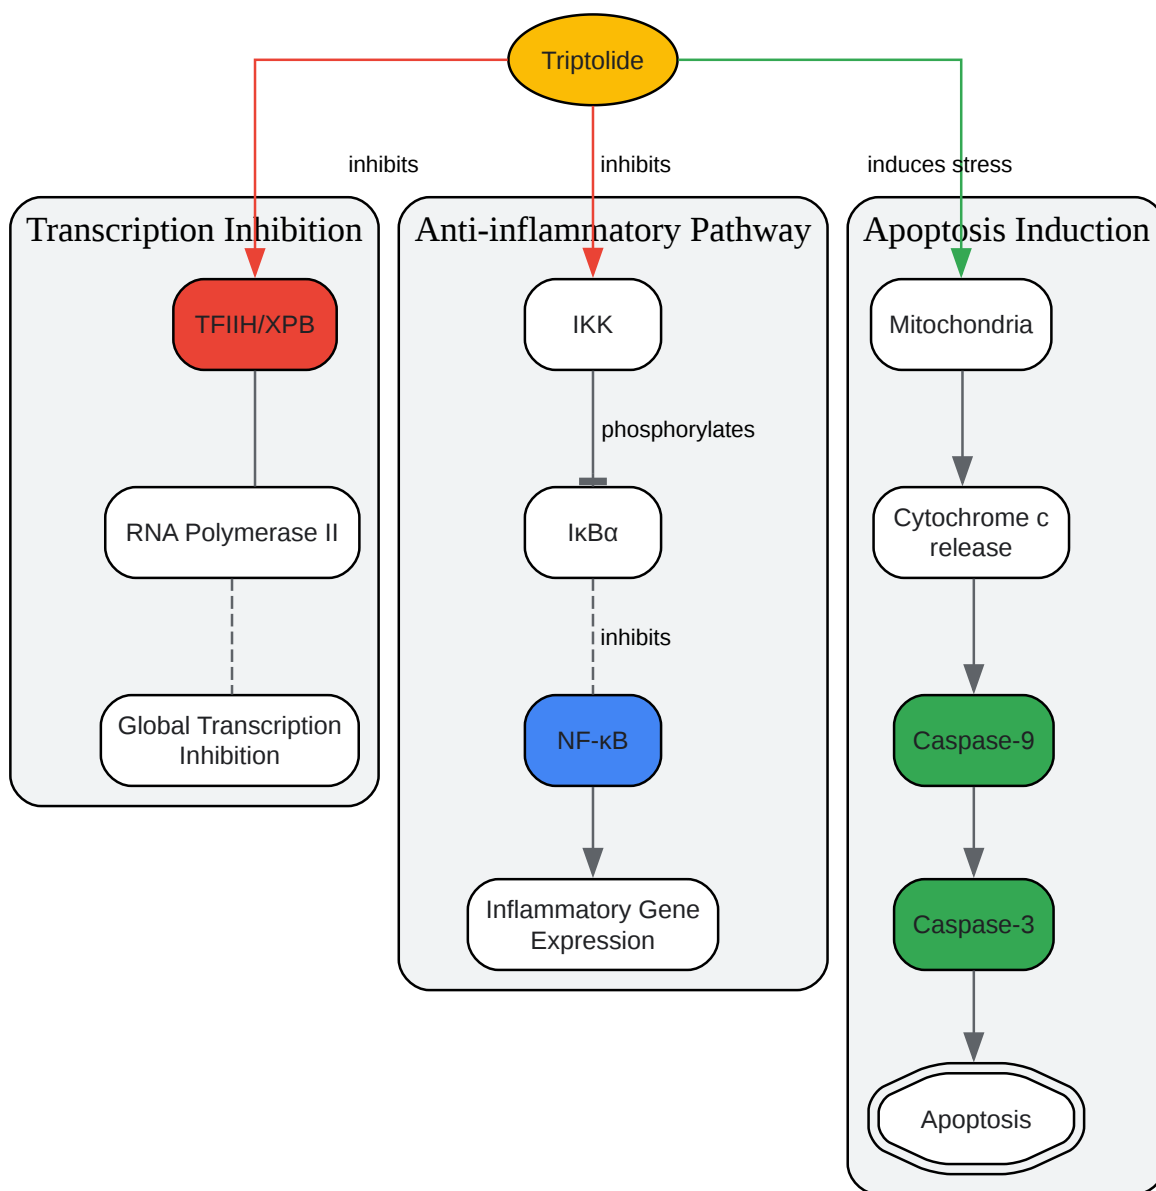 Triptolide
inhibits
inhibits
induces stress
Transcription Inhibition
TFIIH/XPB
RNA Polymerase II
Global Transcription
Inhibition
Anti-inflammatory Pathway
IKK
phosphorylates
IκBα
inhibits
NF-κB
Inflammatory Gene
Expression
Apoptosis Induction
Mitochondria
Cytochrome c
release
Caspase-9
Caspase-3
Apoptosis